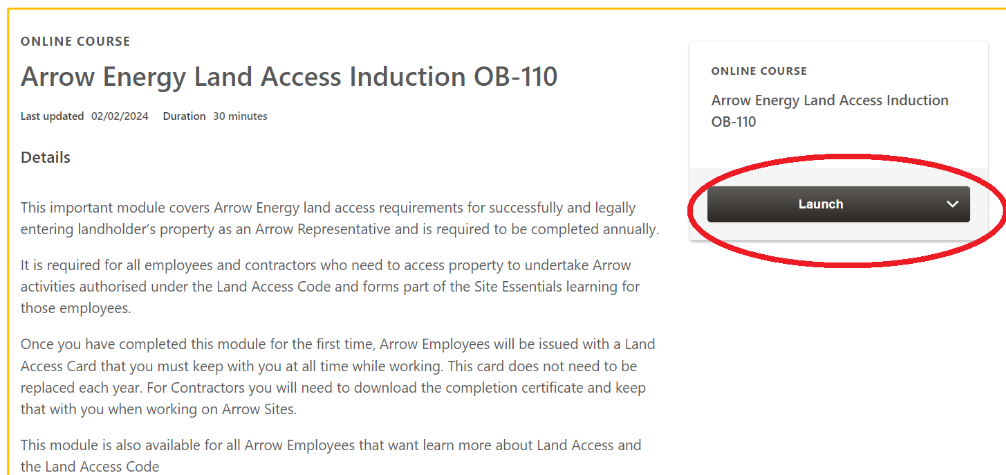 ONLINE COURSE
Arrow Energy Land Access Induction OB-110
Last updated 02/02/2024 Duration 30 minutes
Details
This important module covers Arrow Energy land access requirements for successfully and legally
entering landholder's property as an Arrow Representative and is required to be completed annually.
It is required for all employees and contractors who need to access property to undertake Arrow
activities authorised under the Land Access Code and forms part of the Site Essentials learning for
those employees.
Once you have completed this module for the first time, Arrow Employees will be issued with a Land
Access Card that you must keep with you at all time while working. This card does not need to be
replaced each year. For Contractors you will need to download the completion certificate and keep
that with you when working on Arrow Sites.
This module is also available for all Arrow Employees that want learn more about Land Access and
the Land Access Code
ONLINE COURSE
Arrow Energy Land Access Induction
OB-110
Launch